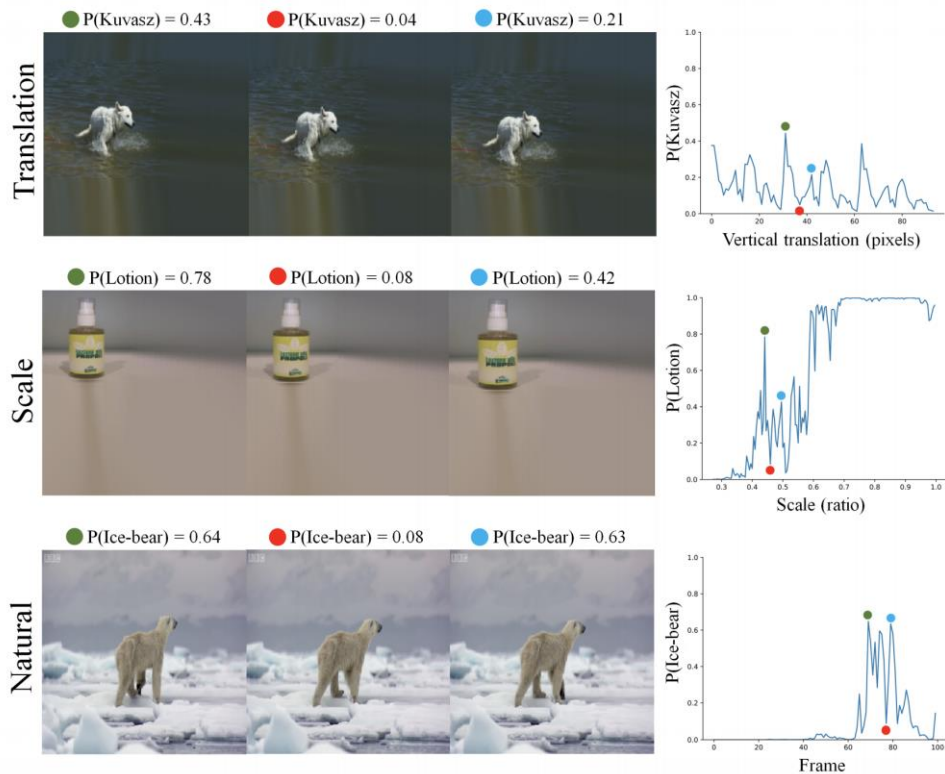 P(Kuvasz) = 0.43
P(Kuvasz) = 0.04
P(Kuvasz) = 0.21
Translation
P(Kuvasz)
1.0
0.8
0.6
0.4
0.2
0.0
0
20
40
60
80
Vertical translation (pixels)
P(Lotion) = 0.78
P(Lotion) = 0.08
P(Lotion) = 0.42
Scale
PROPOLI
P(Lotion)
1.0
0.8
0.6
0.4
0.2
0.0
0.3
0.4
0.5
0.6
0.7
0.8
0.9
1.0
Scale (ratio)
P(Ice-bear) = 0.64
P(Ice-bear) = 0.08
P(Ice-bear) = 0.63
Natural
BBC
P(Ice-bear)
1.0
0.8
0.6
0.4
0.2
0.0
0
20
40
60
80
100
Frame